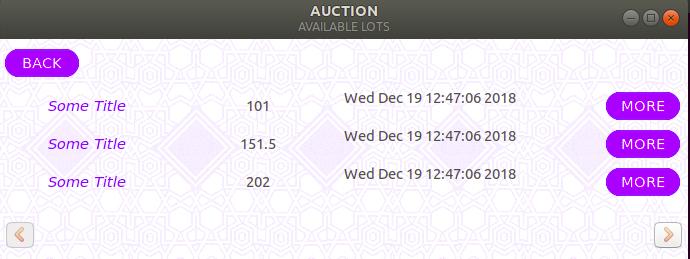 AUCTION
AVAILABLE LOTS
BACK
Some Title 101 Wed Dec 19 12:47:06 2018 MORE
Some Title 151.5 Wed Dec 19 12:47:06 2018 MORE
Some Title 202 Wed Dec 19 12:47:06 2018 MORE